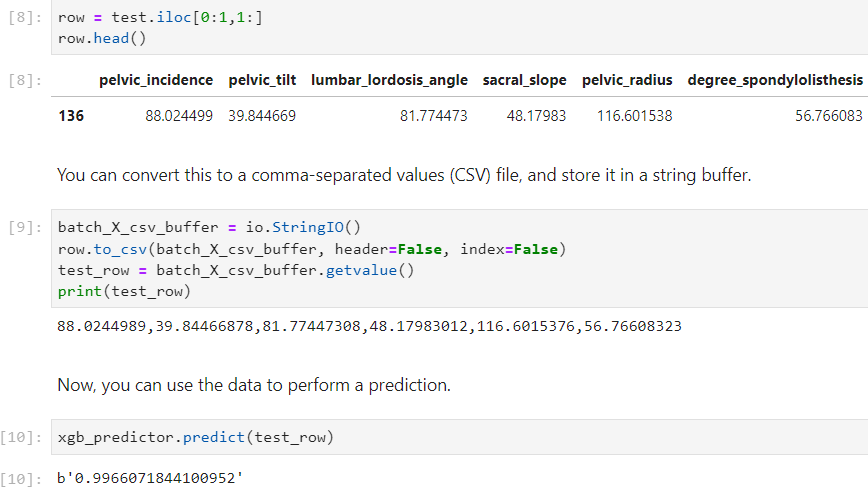 [8]: row = test.iloc[0:1,1:]
row.head()
[8]: pelvic_incidence pelvic_tilt lumbar_lordosis_angle sacral_slope pelvic_radius degree_spondylolisthesis
136 88.024499 39.844669 81.774473 48.17983 116.601538 56.766083
You can convert this to a comma-separated values (CSV) file, and store it in a string buffer.
[9]: batch_X_csv_buffer = io.StringIO()
row.to_csv(batch_X_csv_buffer, header=False, index=False)
test_row = batch_X_csv_buffer.getvalue()
print(test_row)
88.0244989,39.84466878,81.77447308,48.17983012,116.6015376,56.76608323
Now, you can use the data to perform a prediction.
[10]: xgb_predictor.predict(test_row)
[10]: b'0.9966071844100952'